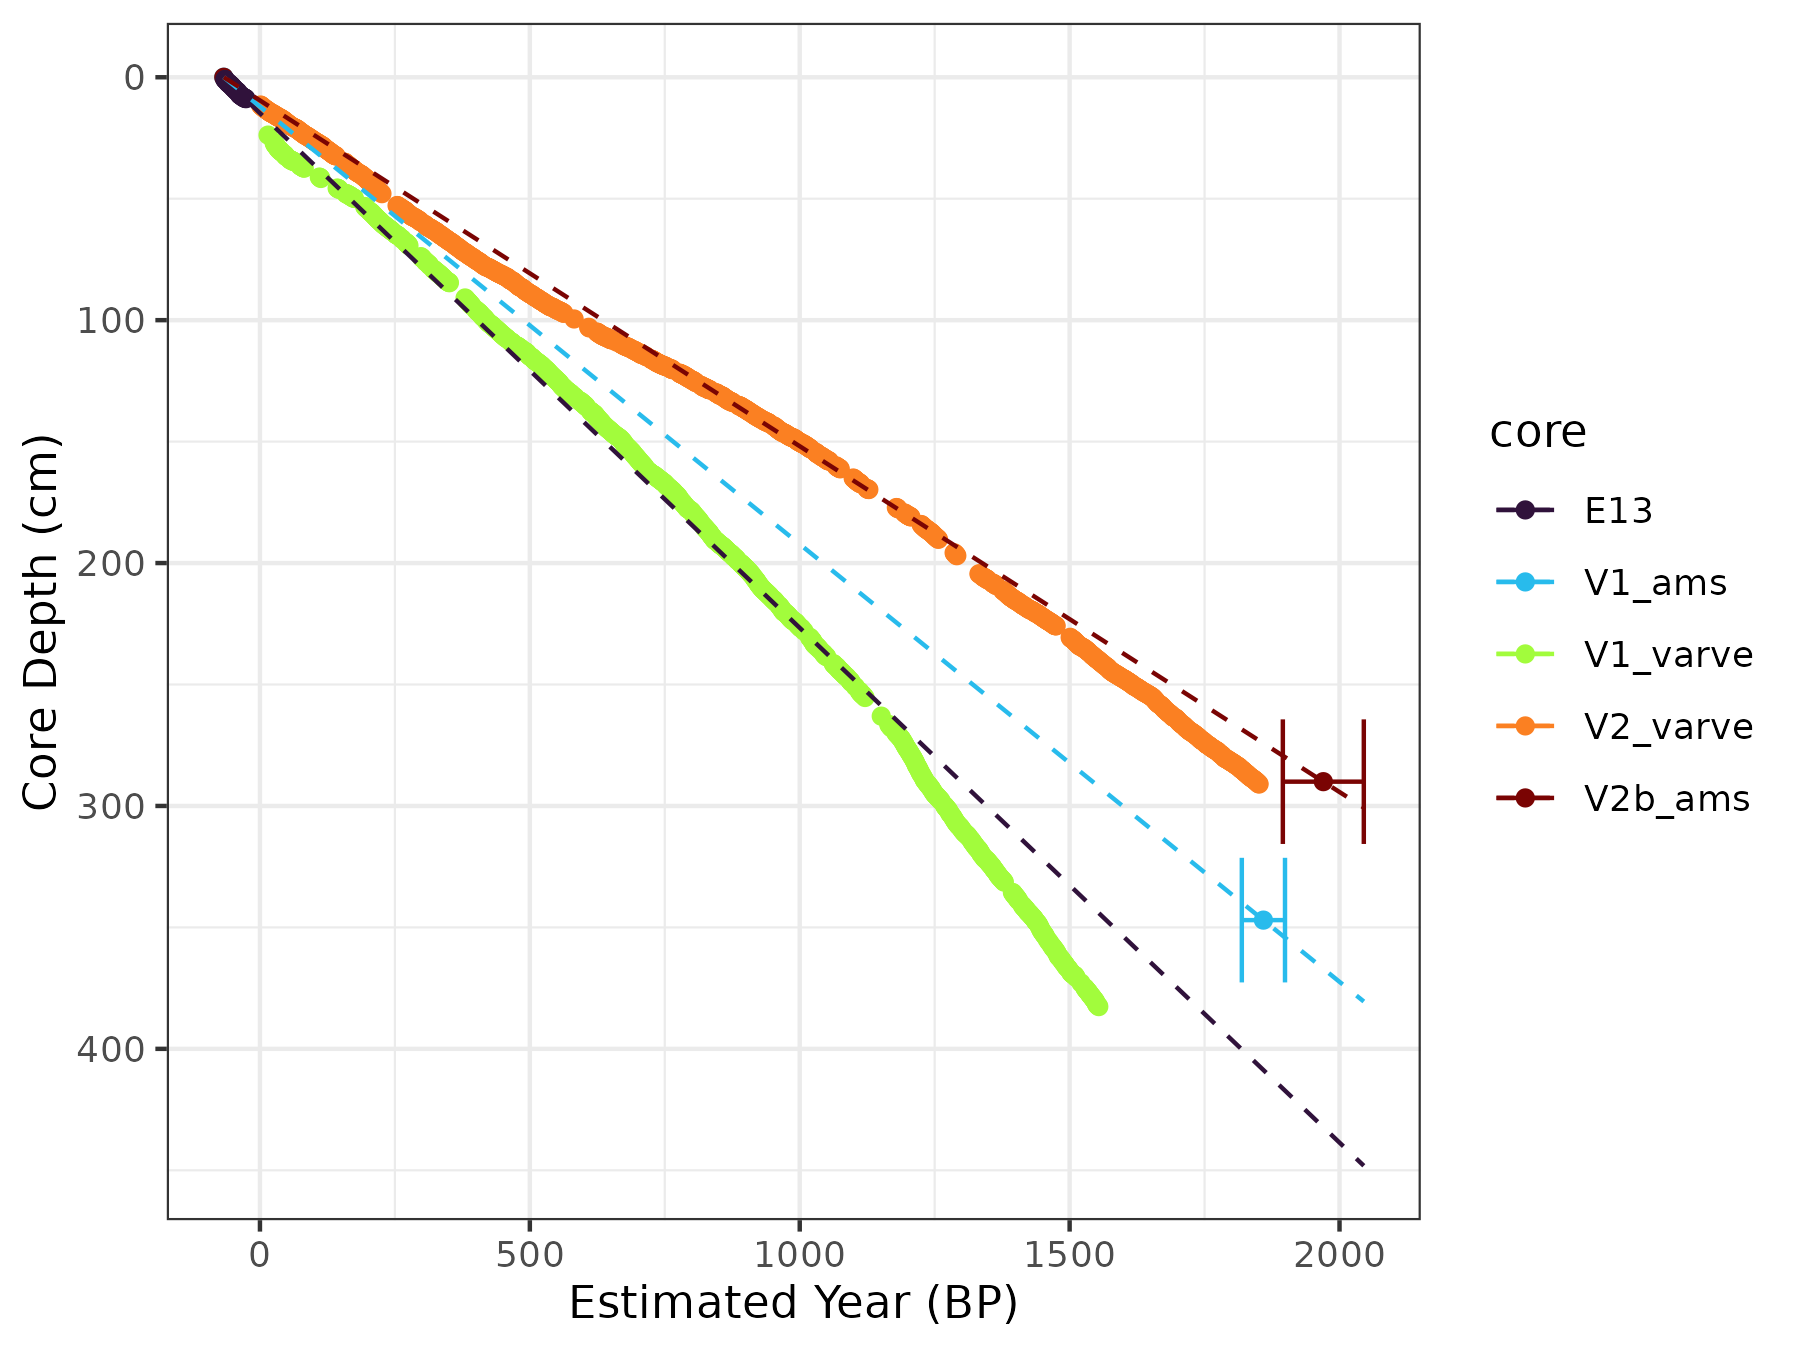 0
100
200
300
400
Core Depth (cm)
0 500 1000 1500 2000
Estimated Year (BP)
core
E13
V1_ams
V1_varve
V2_varve
V2b_ams